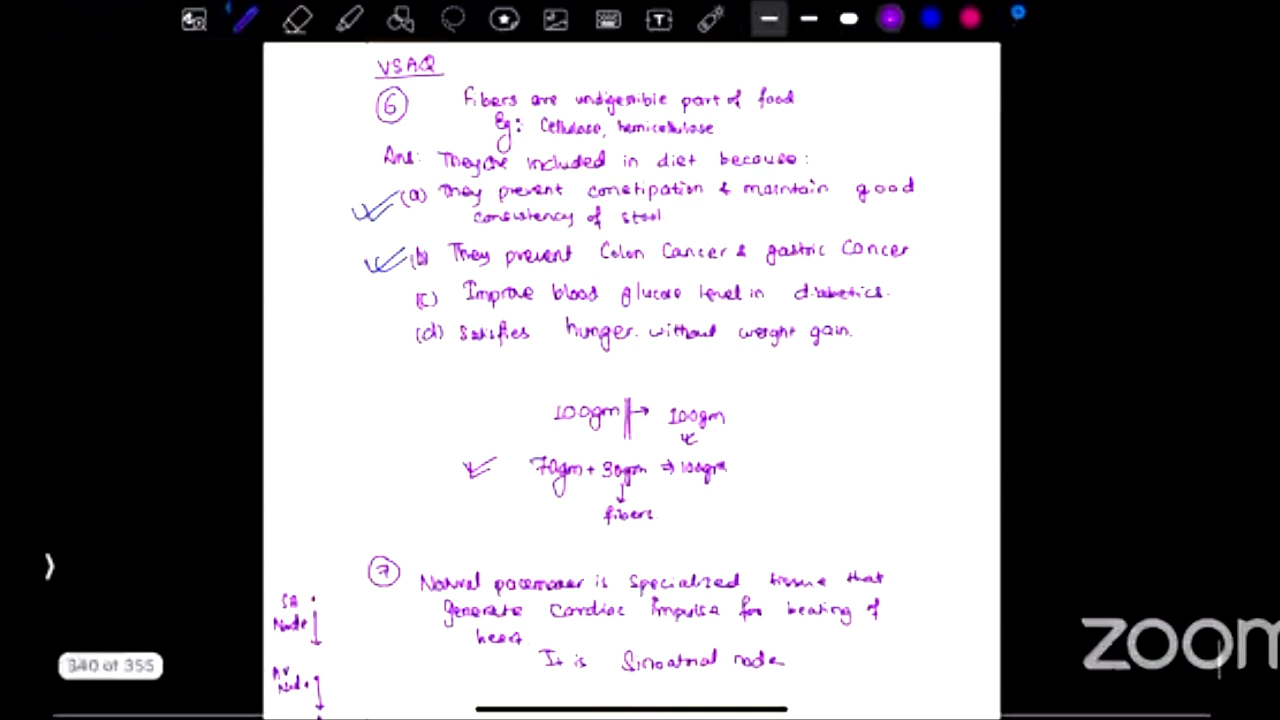 VSAQ
6 Fibers are undigestible part of food
Eg: Cellulase, hemicellulase
Ans: They are included in diet because:
(a) They prevent constipation & maintain good
consistency of stool
(b) They prevent Colon Cancer & gastric Cancer
(c) Improve blood glucose level in diabetics.
(d) Satisfies hunger without weight gain.
100gm → 100gm
70gm + 30gm ⇒ 100gm
fibers
7 Natural pacemaker is specialized tissue that
generate cardiac impulse for beating of
heart
It is Sinoatrial node
SA
Node
AV
Node
340 of 355
zoom